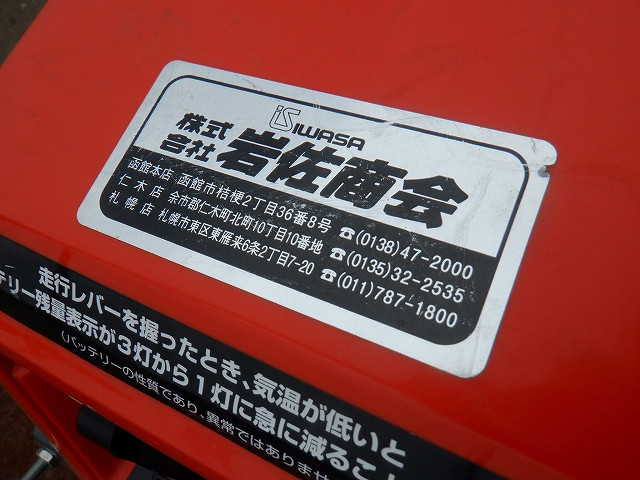 iS IWASA
株式会社 岩佐商会
函館本店 函館市桔梗2丁目36番8号 ☎(0138)47-2000
仁木店 余市郡仁木町北町10丁目10番地 ☎(0135)32-2535
札幌店 札幌市東区東雁来6条2丁目7-20 ☎(011)787-1800
走行レバーを握ったとき、気温が低いと
テリー残量表示が3灯から1灯に急に減るこ
(バッテリーの性質であり、異常ではありませ